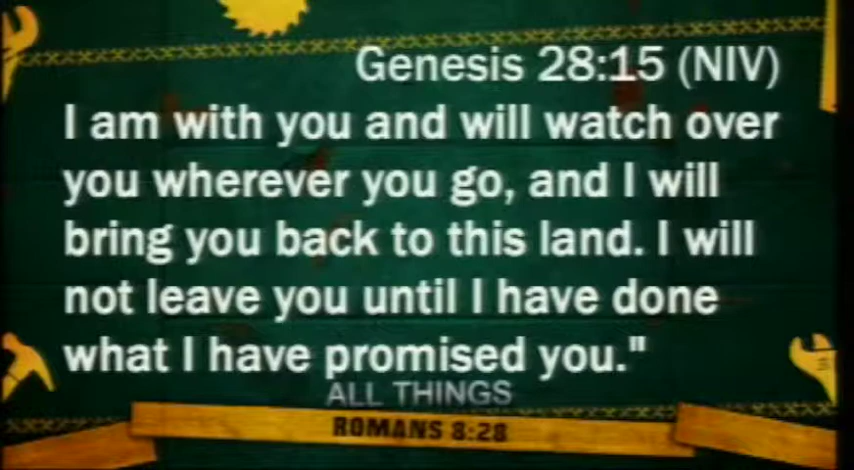 Genesis 28:15 (NIV)
I am with you and will watch over
you wherever you go, and I will
bring you back to this land. I will
not leave you until I have done
what I have promised you."
ALL THINGS
ROMANS 8:28